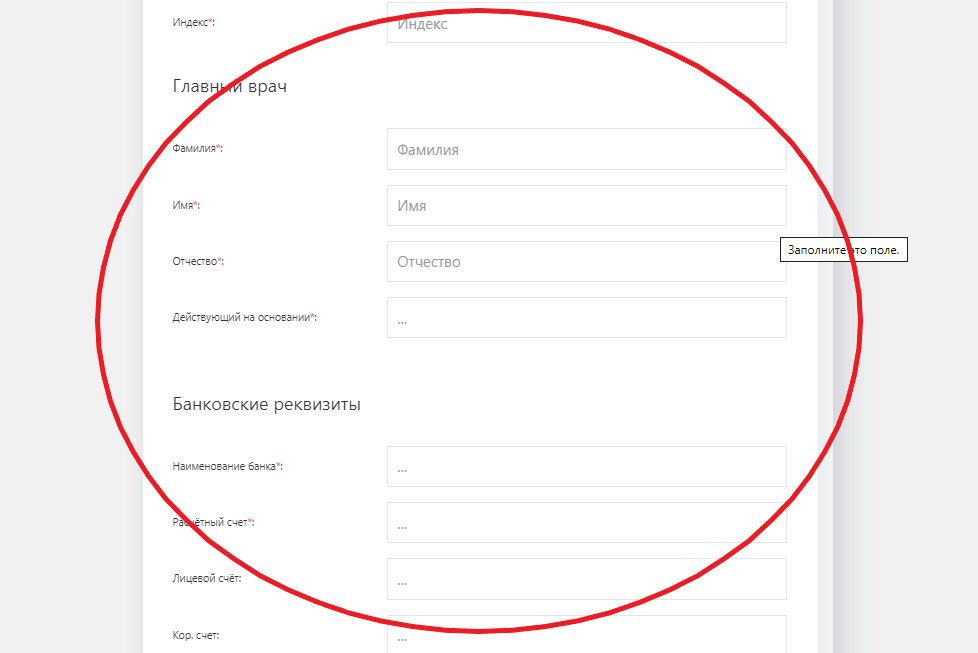 Индекс*: Индекс
Главный врач
Фамилия*: Фамилия
Имя*: Имя
Заполните это поле.
Отчество*: Отчество
Действующий на основании*: ...
Банковские реквизиты
Наименование банка*: ...
Расчётный счет*: ...
Лицевой счёт: ...
Кор. счет: ...